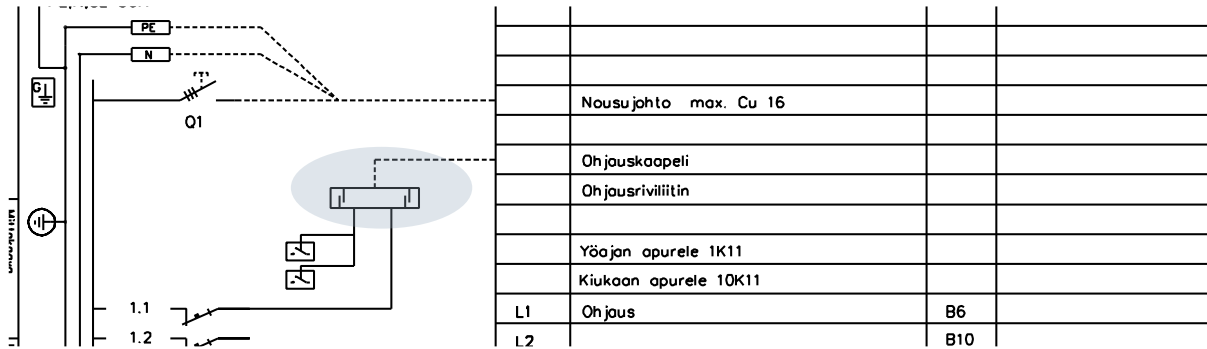 PE
N
G
Q1
Nousujohto max. Cu 16
Ohjauskaapeli
Ohjausriviliitin
Yöajan apurele 1K11
Kiukaan apurele 10K11
1.1 L1 Ohjaus B6
1.2 L2 B10